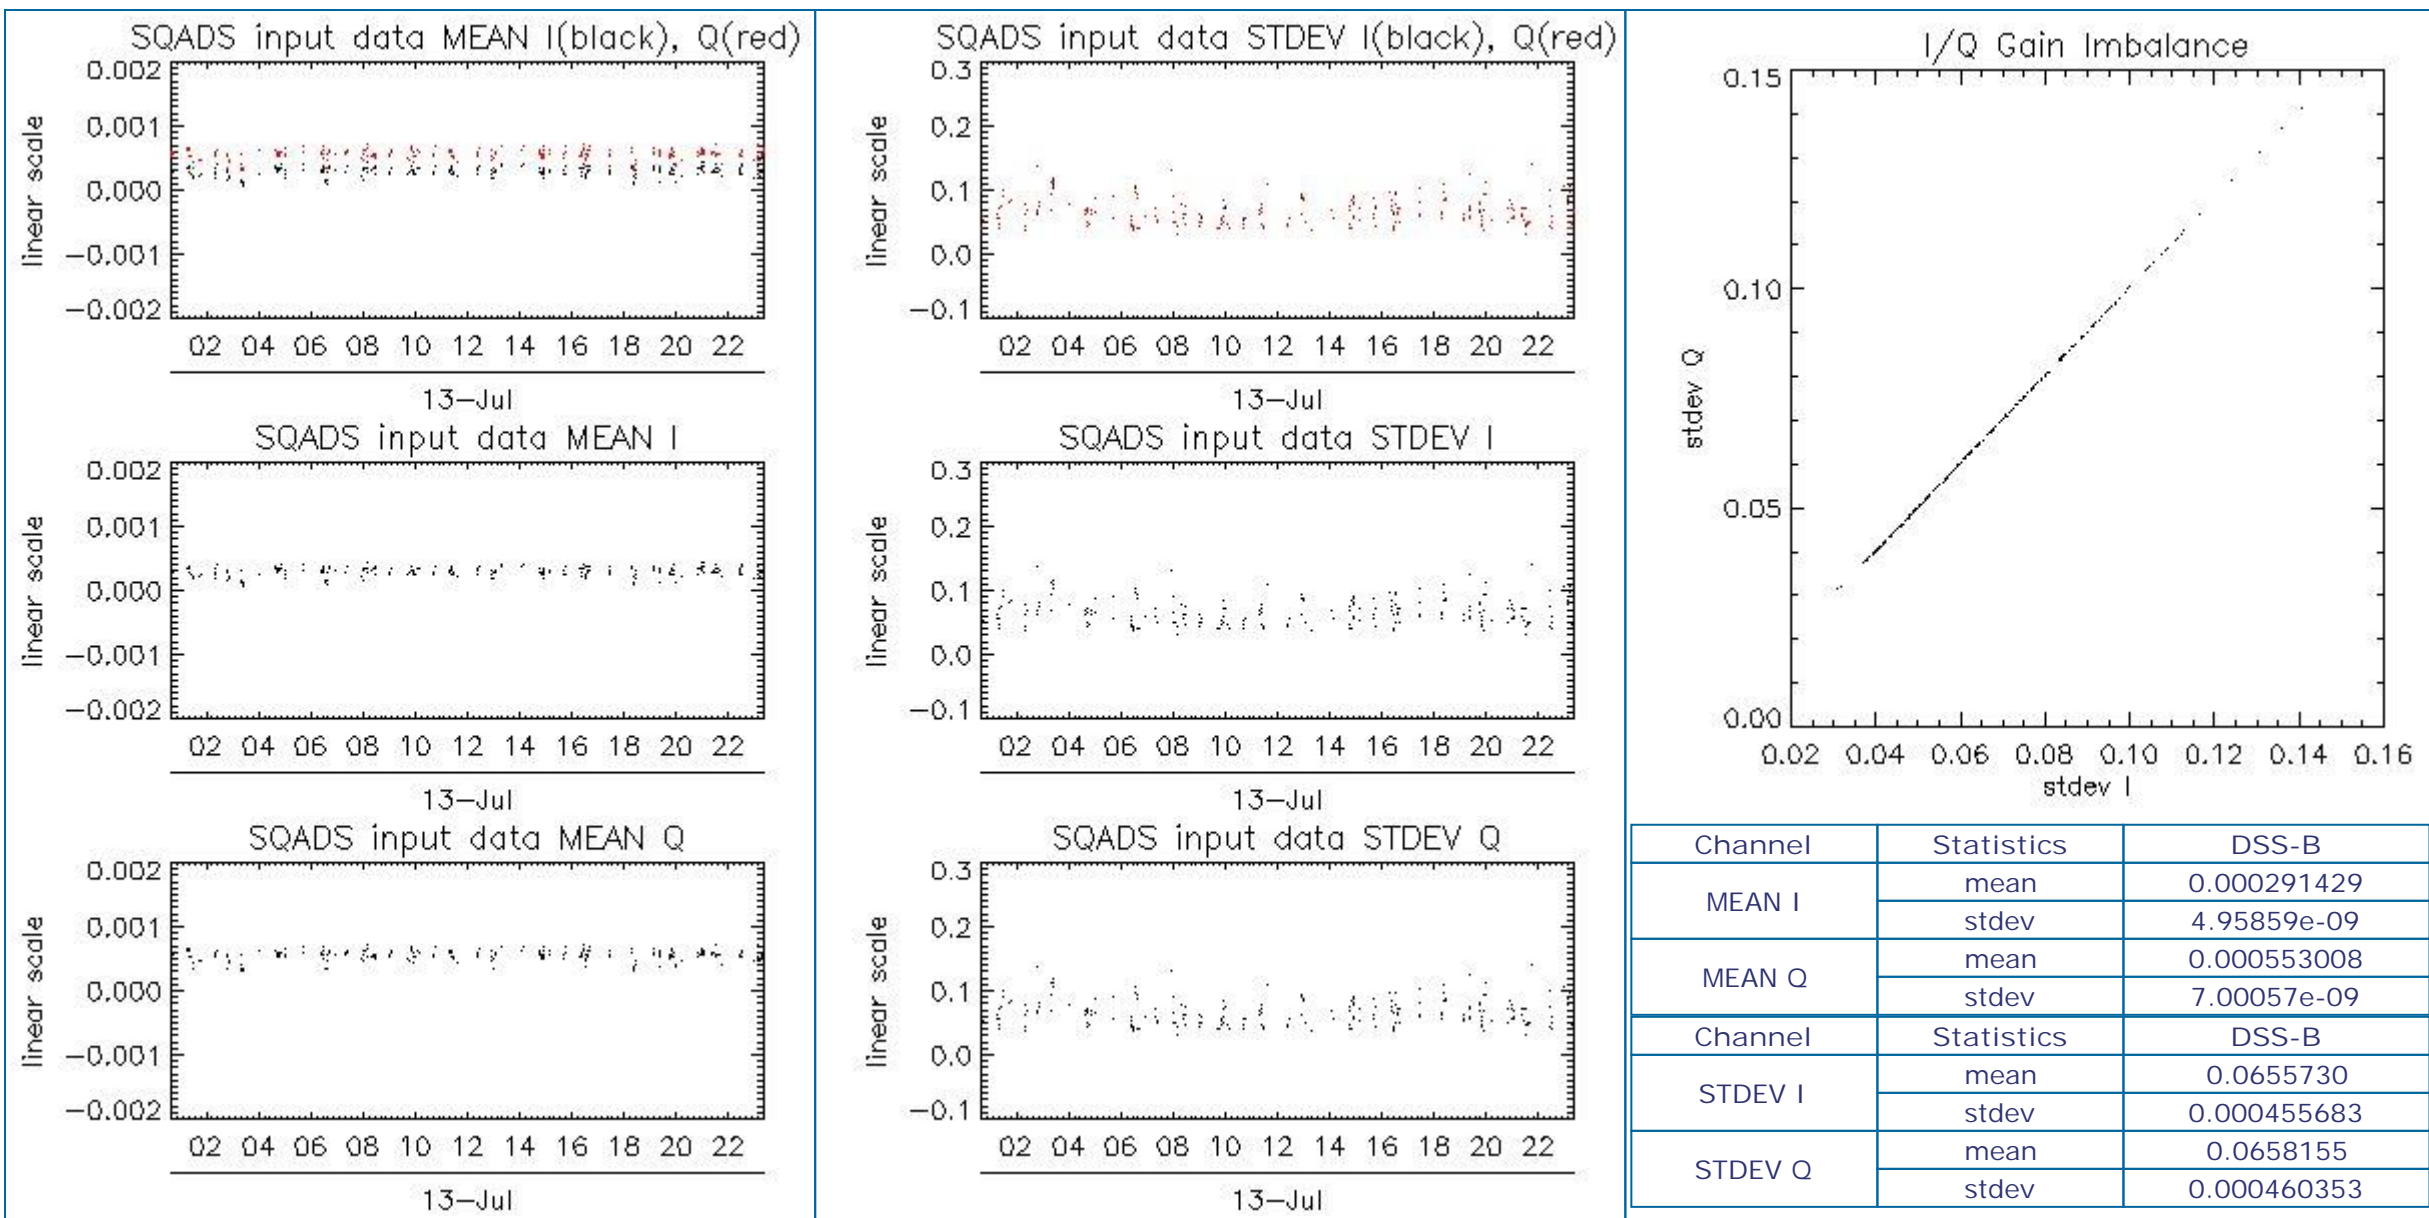 SQADS input data MEAN I(black), Q(red)
0.002
0.001
0.000
−0.001
−0.002
linear scale
02 04 06 08 10 12 14 16 18 20 22
13−Jul
SQADS input data MEAN I
0.002
0.001
0.000
−0.001
−0.002
linear scale
02 04 06 08 10 12 14 16 18 20 22
13−Jul
SQADS input data MEAN Q
0.002
0.001
0.000
−0.001
−0.002
linear scale
02 04 06 08 10 12 14 16 18 20 22
13−Jul
SQADS input data STDEV I(black), Q(red)
0.3
0.2
0.1
0.0
−0.1
linear scale
02 04 06 08 10 12 14 16 18 20 22
13−Jul
SQADS input data STDEV I
0.3
0.2
0.1
0.0
−0.1
linear scale
02 04 06 08 10 12 14 16 18 20 22
13−Jul
SQADS input data STDEV Q
0.3
0.2
0.1
0.0
−0.1
linear scale
02 04 06 08 10 12 14 16 18 20 22
13−Jul
I/Q Gain Imbalance
0.15
0.10
0.05
0.00
stdev Q
0.02 0.04 0.06 0.08 0.10 0.12 0.14 0.16
stdev I
Channel Statistics DSS-B
MEAN I mean 0.000291429
stdev 4.95859e-09
MEAN Q mean 0.000553008
stdev 7.00057e-09
Channel Statistics DSS-B
STDEV I mean 0.0655730
stdev 0.000455683
STDEV Q mean 0.0658155
stdev 0.000460353